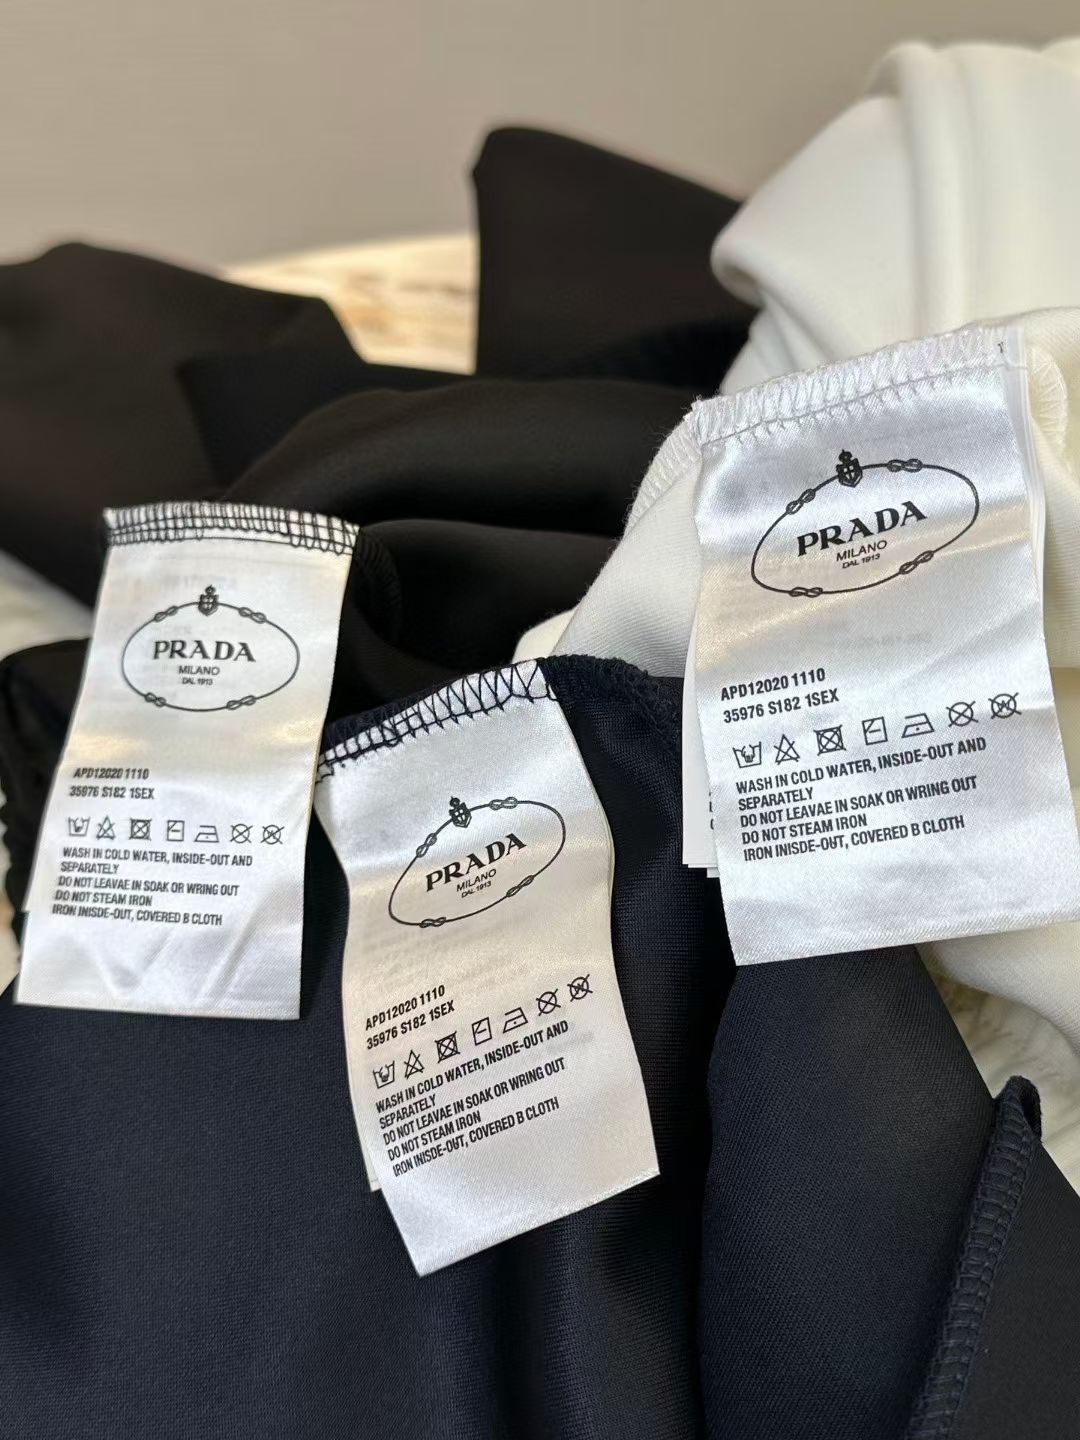 PRADA
MILANO
DAL 1913
APD12020 1110
35976 S182 1SEX
WASH IN COLD WATER, INSIDE-OUT AND
SEPARATELY
DO NOT LEAVAE IN SOAK OR WRING OUT
DO NOT STEAM IRON
IRON INISDE-OUT, COVERED B CLOTH
PRADA
MILANO
DAL 1913
APD12020 1110
35976 S182 1SEX
WASH IN COLD WATER, INSIDE-OUT AND
SEPARATELY
DO NOT LEAVAE IN SOAK OR WRING OUT
DO NOT STEAM IRON
IRON INISDE-OUT, COVERED B CLOTH
PRADA
MILANO
DAL 1913
APD12020 1110
35976 S182 1SEX
WASH IN COLD WATER, INSIDE-OUT AND
SEPARATELY
DO NOT LEAVAE IN SOAK OR WRING OUT
DO NOT STEAM IRON
IRON INISDE-OUT, COVERED B CLOTH